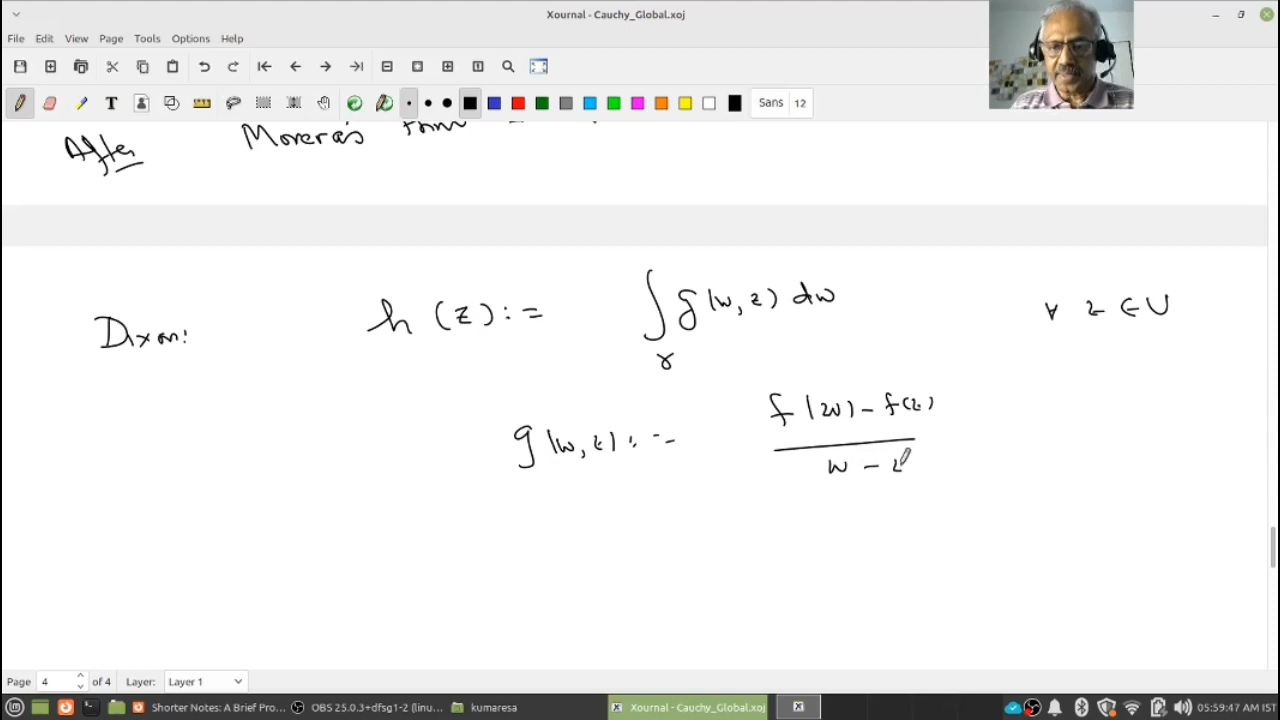 Xournal - Cauchy_Global.xoj
File Edit View Page Tools Options Help
Sans 12
After Morera's
Dixon: h (z) := ∫ g(w, z) dw ∀ z ∈ U
γ
g(w, z) := f(w) - f(z)
w - z
Page 4 of 4 Layer: Layer 1
Shorter Notes: A Brief Pro... OBS 25.0.3+dfsg1-2 (linu... kumaresa Xournal - Cauchy_Global.xoj 05:59:47 AM IST